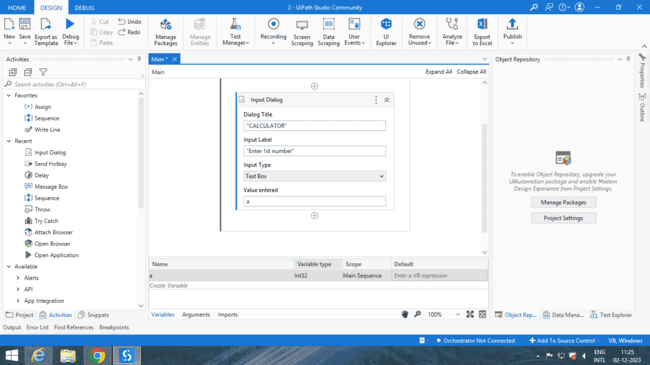 HOME DESIGN DEBUG 2 - UiPath Studio Community
New Save Export as Template Debug File Cut Copy Paste Undo Redo Manage Packages Manage Entities Test Manager Recording Screen Scraping Data Scraping User Events UI Explorer Remove Unused Analyze File Export to Excel Publish
Activities
Search activities (Ctrl+Alt+F)
Favorites
Assign
Sequence
Write Line
Recent
Input Dialog
Send Hotkey
Delay
Message Box
Sequence
Throw
Try Catch
Attach Browser
Open Browser
Open Application
Available
Alerts
API
App Integration
Project Activities Snippets
Main *
Main Expand All Collapse All
Input Dialog
Dialog Title
"CALCULATOR"
Input Label
"Enter 1st number"
Input Type
Text Box
Value entered
a
Name Variable type Scope Default
a Int32 Main Sequence Enter a VB expression
Create Variable
Variables Arguments Imports 100%
Object Repository
To enable Object Repository, upgrade your
UIAutomation package and enable Modern
Design Experience from Project Settings.
Manage Packages
Project Settings
Object Rep... Data Mana... Test Explorer
Properties
Outline
Output Error List Find References Breakpoints
Orchestrator Not Connected Add To Source Control VB, Windows
ENG 11:25
INTL 02-12-2023